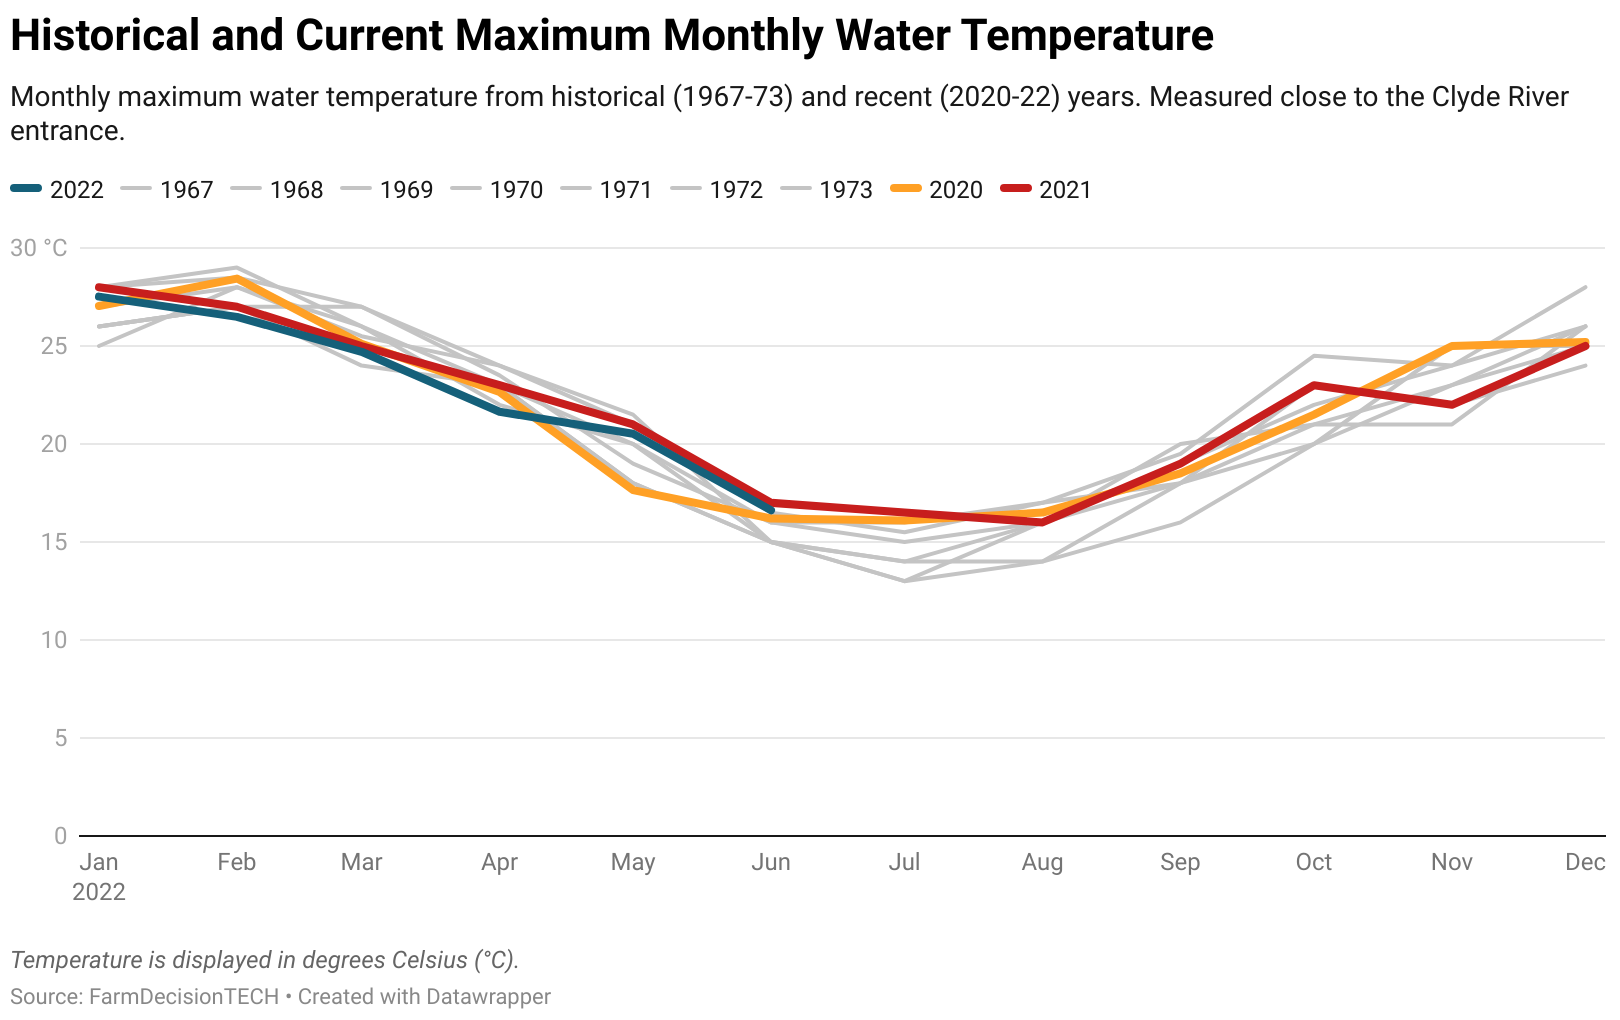 Historical and Current Maximum Monthly Water Temperature
Monthly maximum water temperature from historical (1967-73) and recent (2020-22) years. Measured close to the Clyde River
entrance.
2022 1967 1968 1969 1970 1971 1972 1973 2020 2021
30 °C
25
20
15
10
5
0
Jan Feb Mar Apr May Jun Jul Aug Sep Oct Nov Dec
2022
Temperature is displayed in degrees Celsius (°C).
Source: FarmDecisionTECH • Created with Datawrapper